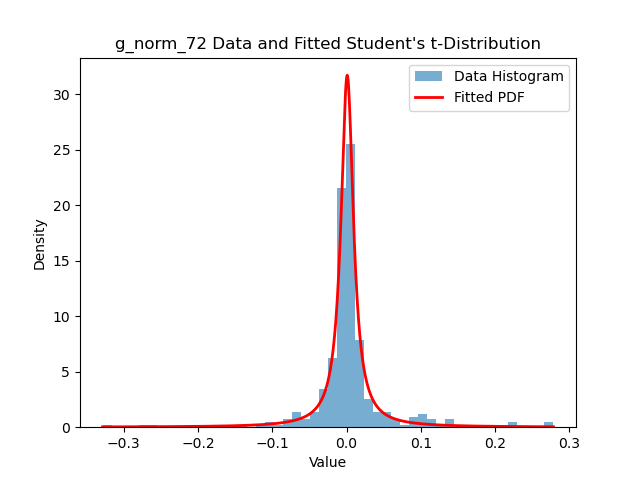 g_norm_72 Data and Fitted Student's t-Distribution
Data Histogram
Fitted PDF
30
25
20
15
10
5
0
Density
−0.3
−0.2
−0.1
0.0
0.1
0.2
0.3
Value